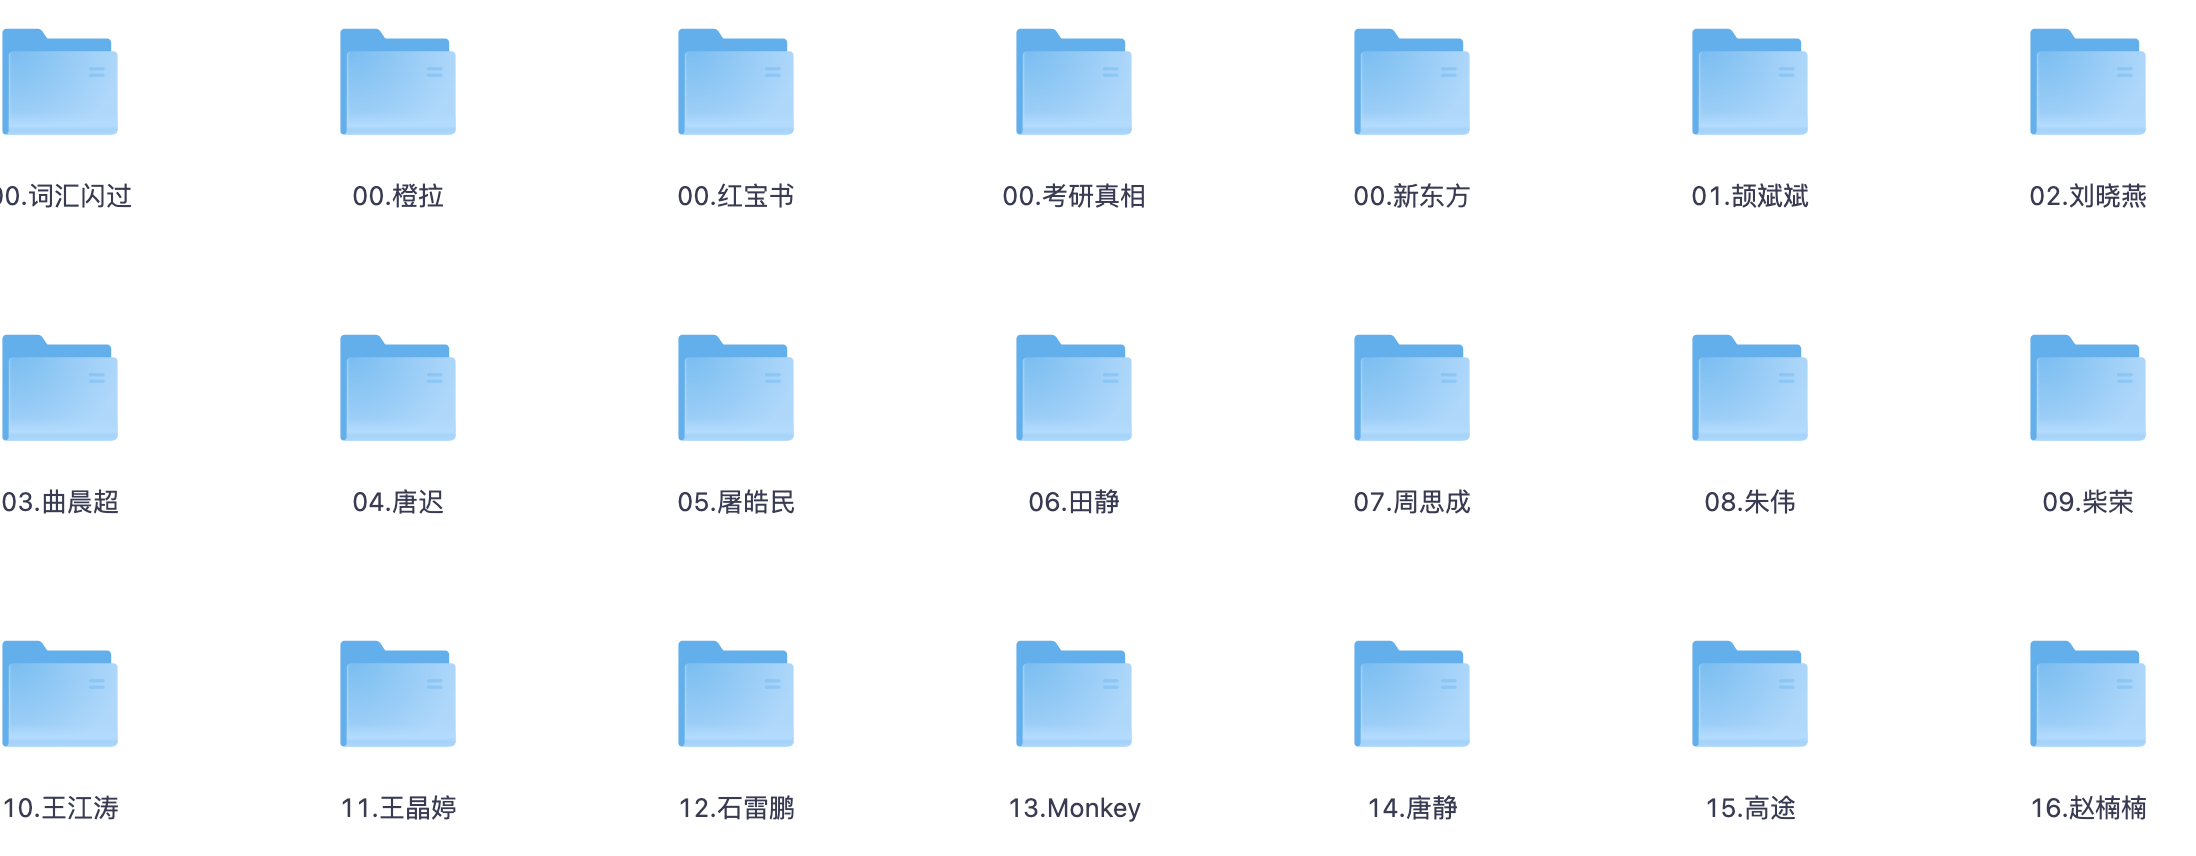 00.词汇闪过
00.橙拉
00.红宝书
00.考研真相
00.新东方
01.颉斌斌
02.刘晓燕
03.曲晨超
04.唐迟
05.屠皓民
06.田静
07.周思成
08.朱伟
09.柴荣
10.王江涛
11.王晶婷
12.石雷鹏
13.Monkey
14.唐静
15.高途
16.赵楠楠